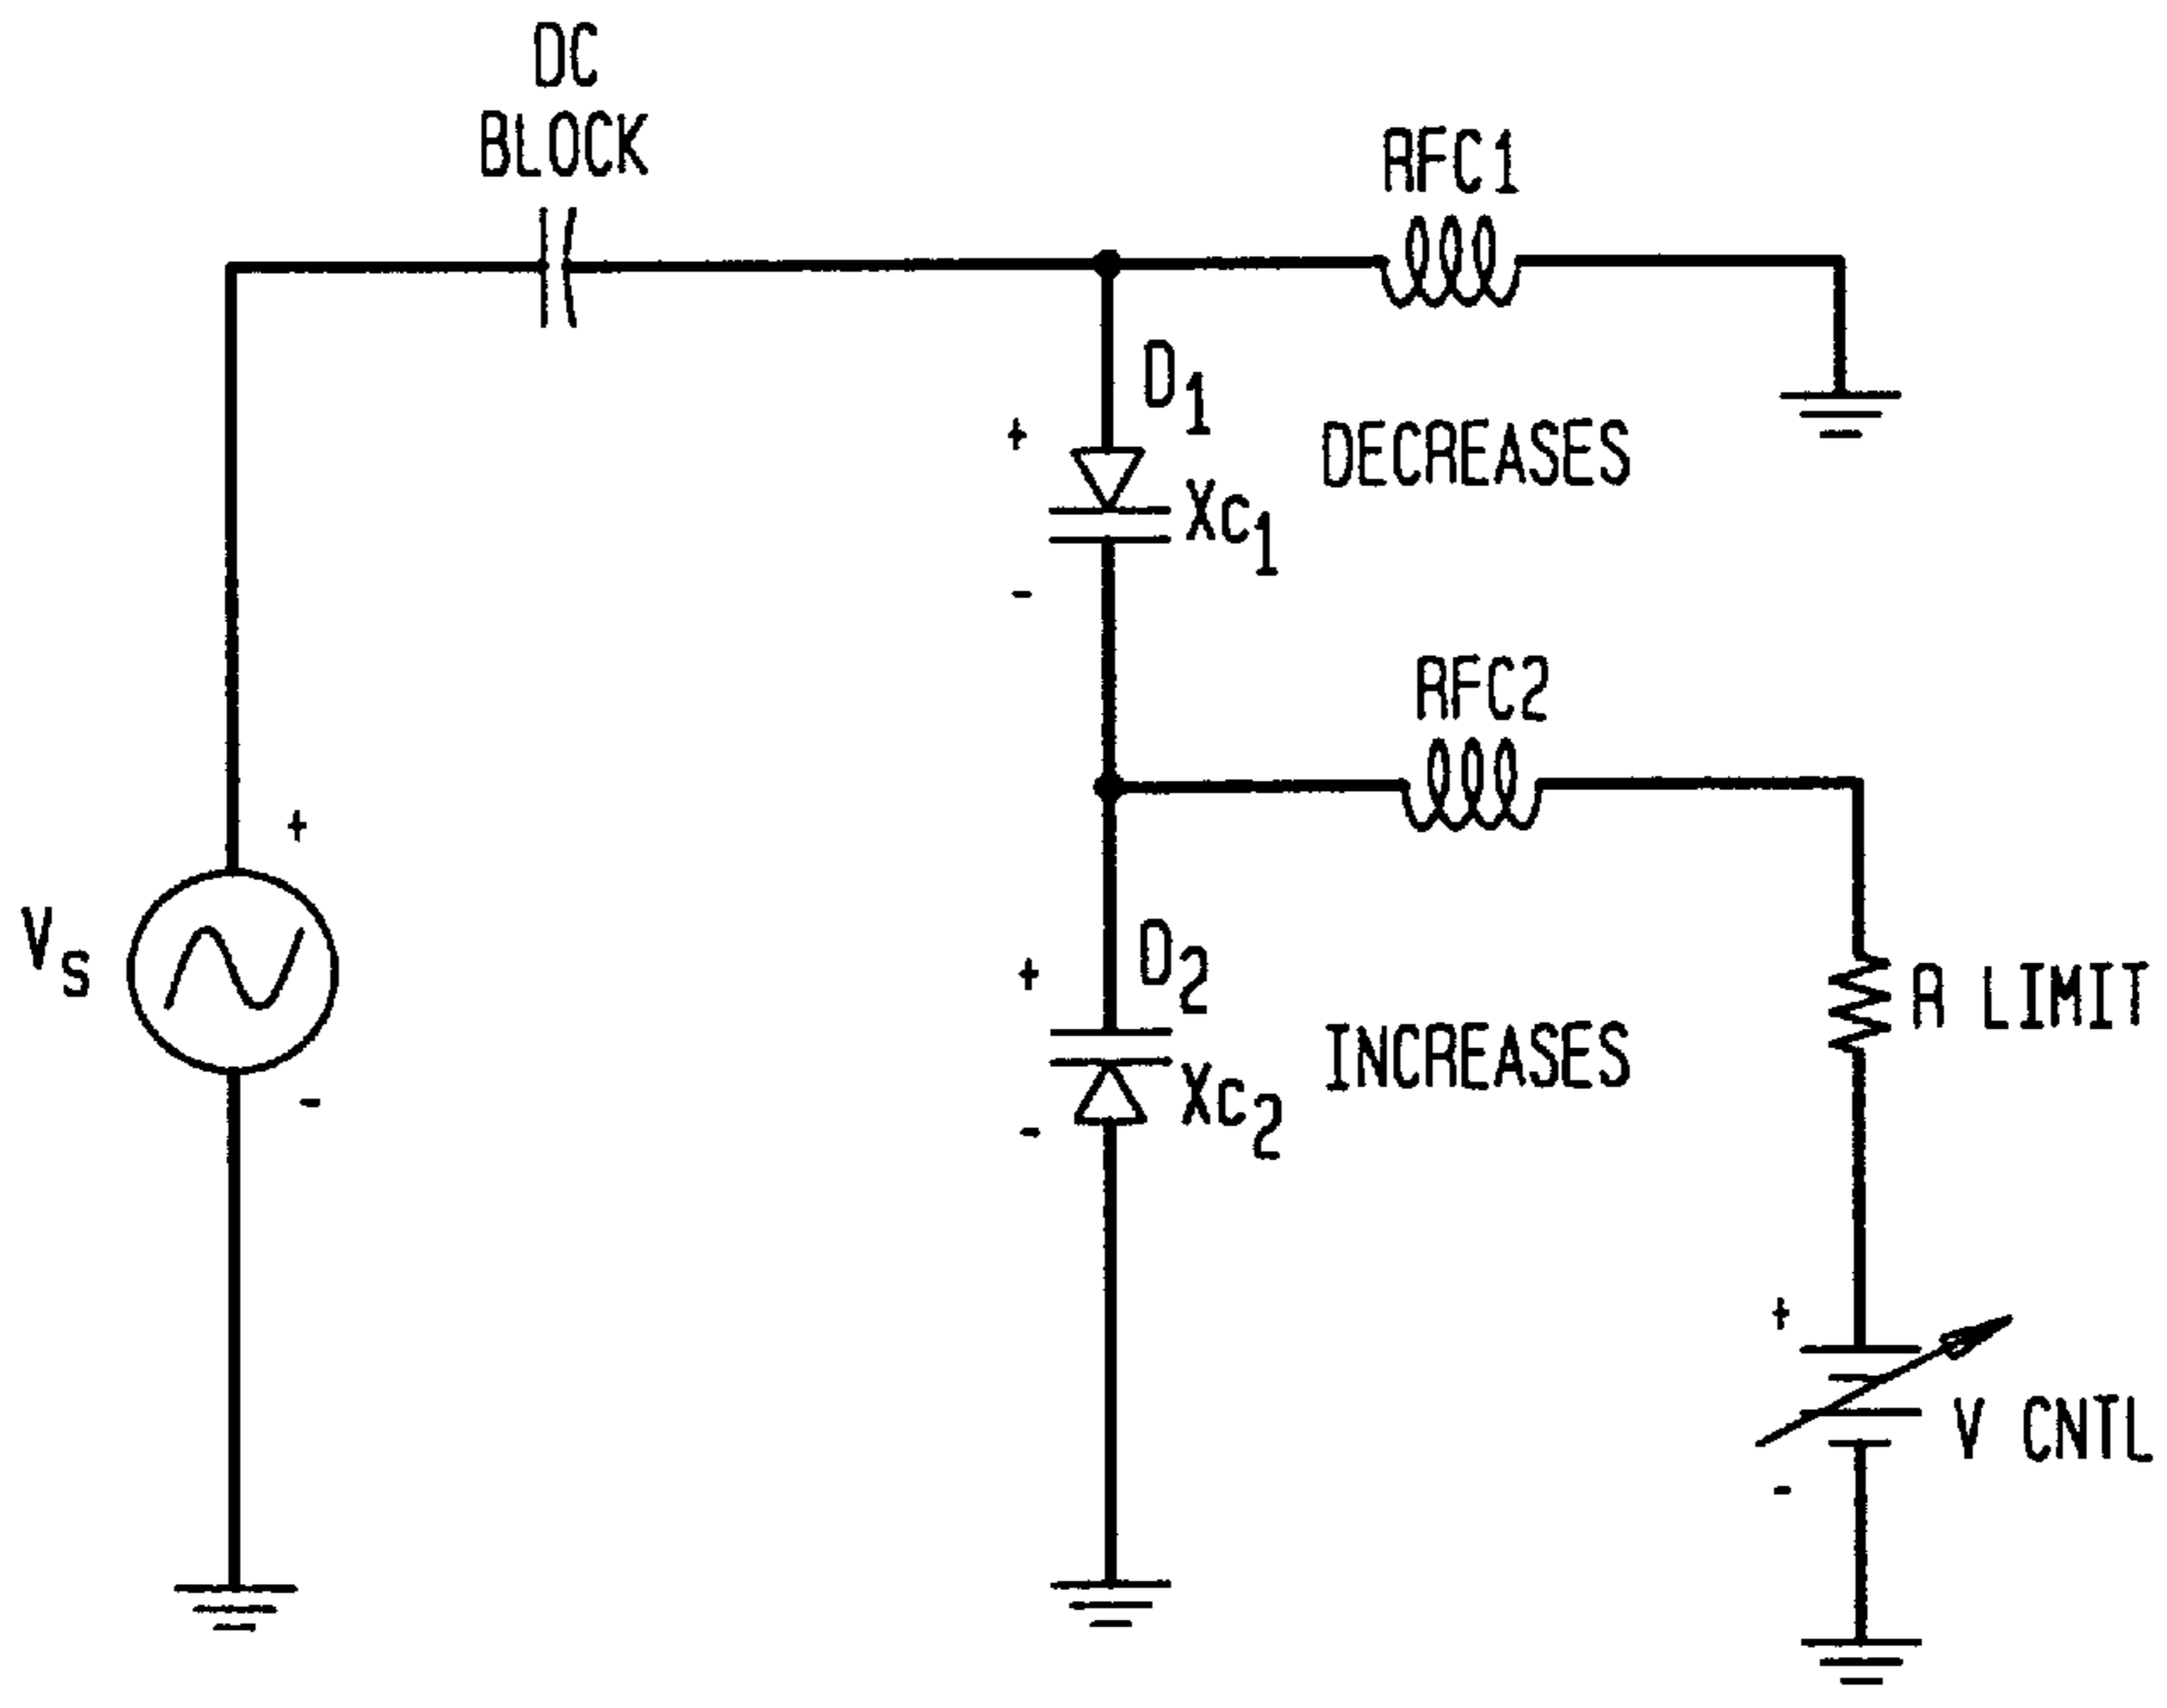 DC
BLOCK
RFC1
D1
+
DECREASES
XC1
-
RFC2
+
VS
-
+
D2
R LIMIT
INCREASES
XC2
-
+
V CNTL
-